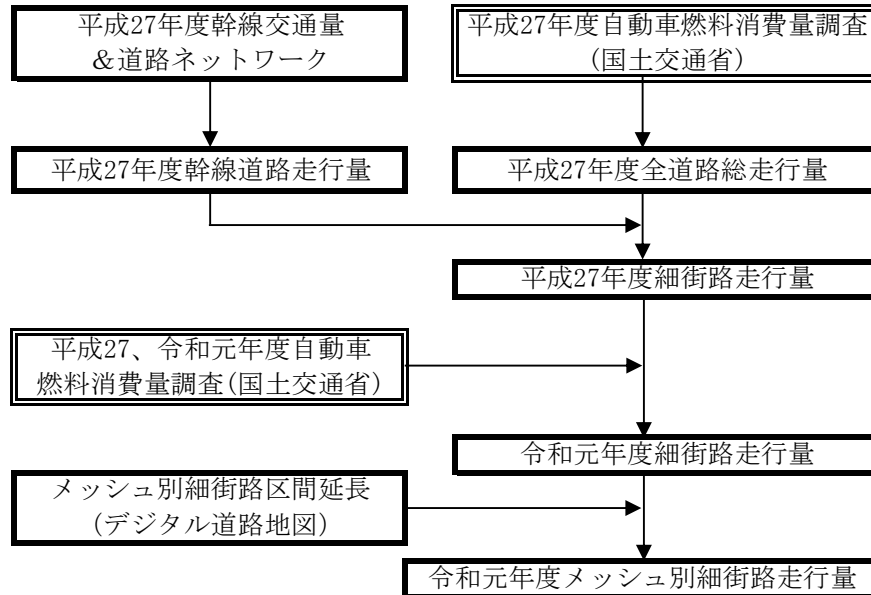 平成27年度幹線交通量
&道路ネットワーク
平成27年度自動車燃料消費量調査
(国土交通省)
平成27年度幹線道路走行量
平成27年度全道路総走行量
平成27年度細街路走行量
平成27、令和元年度自動車
燃料消費量調査(国土交通省)
令和元年度細街路走行量
メッシュ別細街路区間延長
(デジタル道路地図)
令和元年度メッシュ別細街路走行量